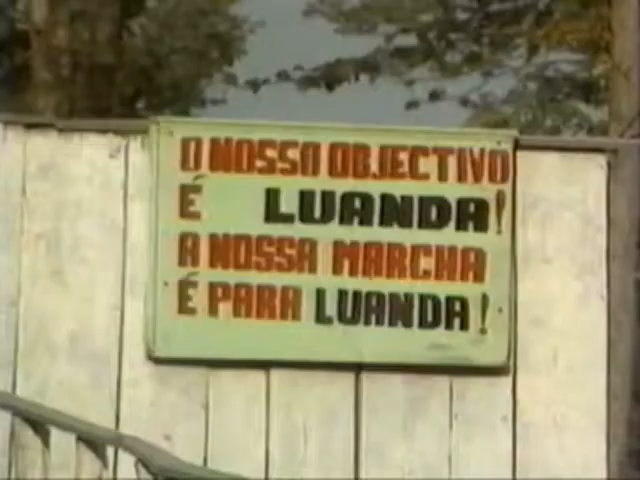 O NOSSO OBJECTIVO
É LUANDA!
A NOSSA MARCHA
É PARA LUANDA!